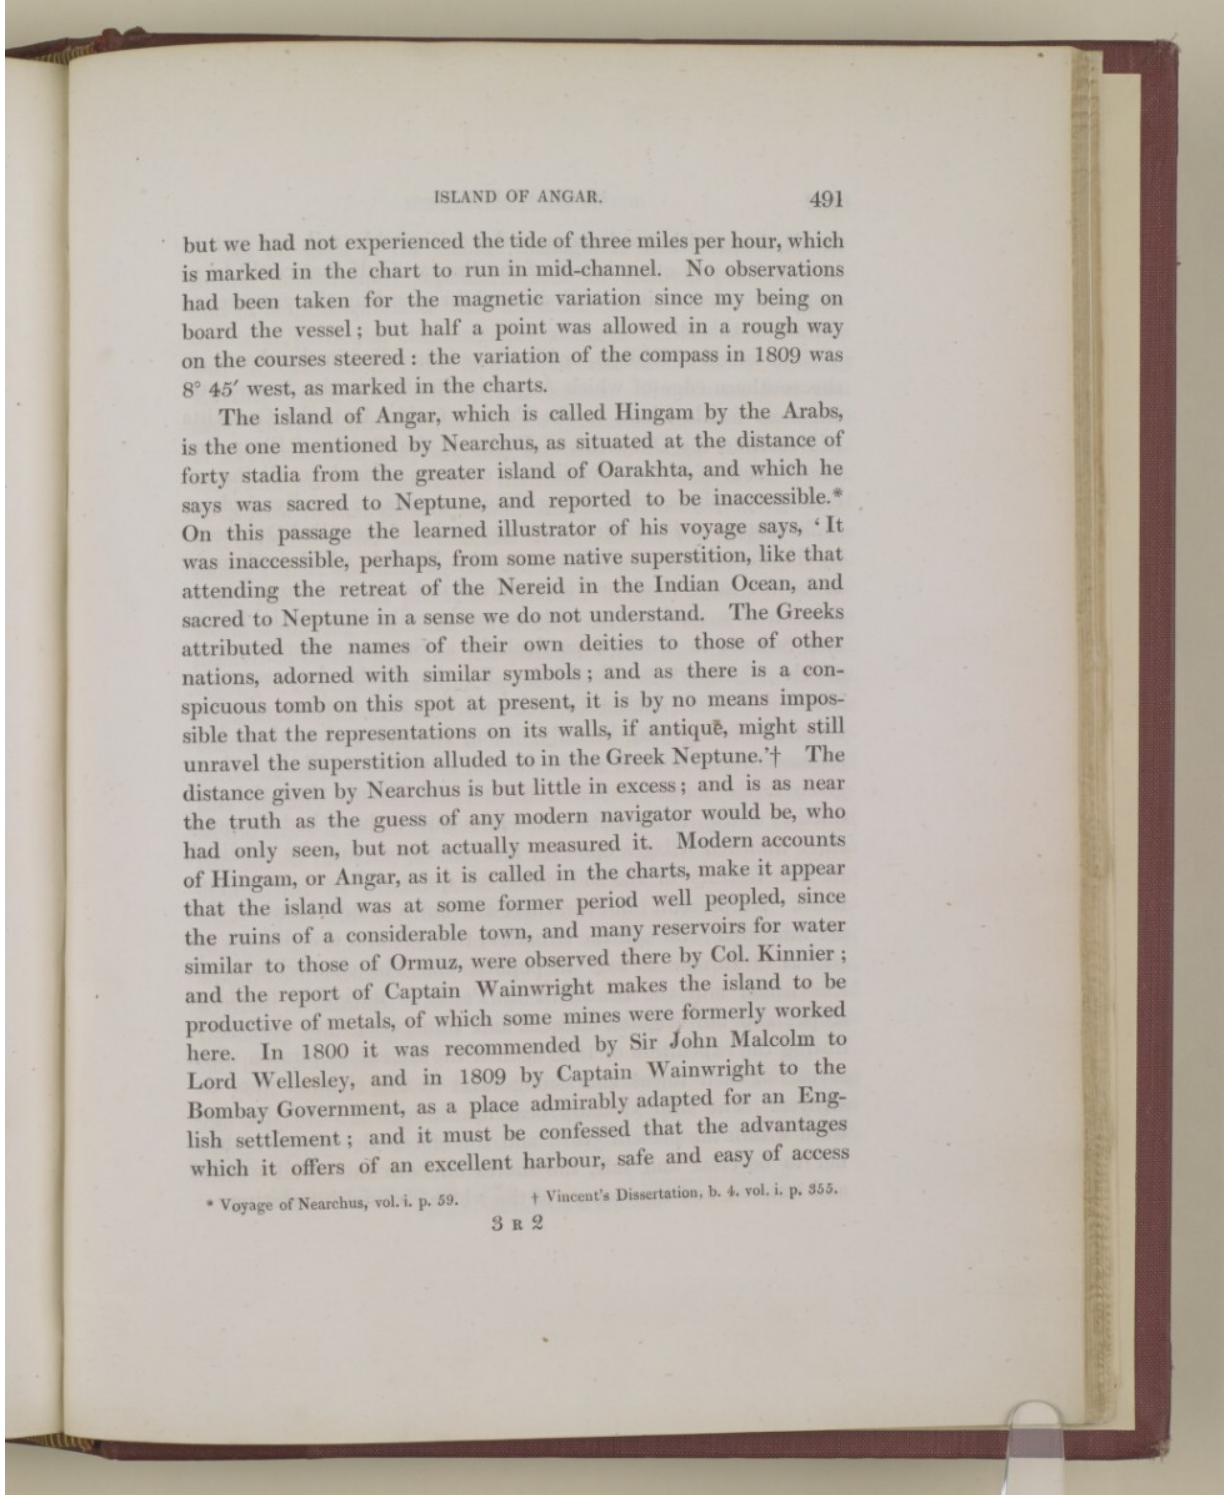 ISLAND OF ANGAR. 491
but we had not experienced the tide of three miles per hour, which
is marked in the chart to run in mid-channel. No observations
had been taken for the magnetic variation since my being on
board the vessel; but half a point was allowed in a rough way
on the courses steered: the variation of the compass in 1809 was
8° 45′ west, as marked in the charts.
The island of Angar, which is called Hingam by the Arabs,
is the one mentioned by Nearchus, as situated at the distance of
forty stadia from the greater island of Oarakhta, and which he
says was sacred to Neptune, and reported to be inaccessible.*
On this passage the learned illustrator of his voyage says, ‘It
was inaccessible, perhaps, from some native superstition, like that
attending the retreat of the Nereid in the Indian Ocean, and
sacred to Neptune in a sense we do not understand. The Greeks
attributed the names of their own deities to those of other
nations, adorned with similar symbols; and as there is a con-
spicuous tomb on this spot at present, it is by no means impos-
sible that the representations on its walls, if antique, might still
unravel the superstition alluded to in the Greek Neptune.’† The
distance given by Nearchus is but little in excess; and is as near
the truth as the guess of any modern navigator would be, who
had only seen, but not actually measured it. Modern accounts
of Hingam, or Angar, as it is called in the charts, make it appear
that the island was at some former period well peopled, since
the ruins of a considerable town, and many reservoirs for water
similar to those of Ormuz, were observed there by Col. Kinnier;
and the report of Captain Wainwright makes the island to be
productive of metals, of which some mines were formerly worked
here. In 1800 it was recommended by Sir John Malcolm to
Lord Wellesley, and in 1809 by Captain Wainwright to the
Bombay Government, as a place admirably adapted for an Eng-
lish settlement; and it must be confessed that the advantages
which it offers of an excellent harbour, safe and easy of access
* Voyage of Nearchus, vol. i. p. 59. † Vincent's Dissertation, b. 4. vol. i. p. 355.
3 R 2